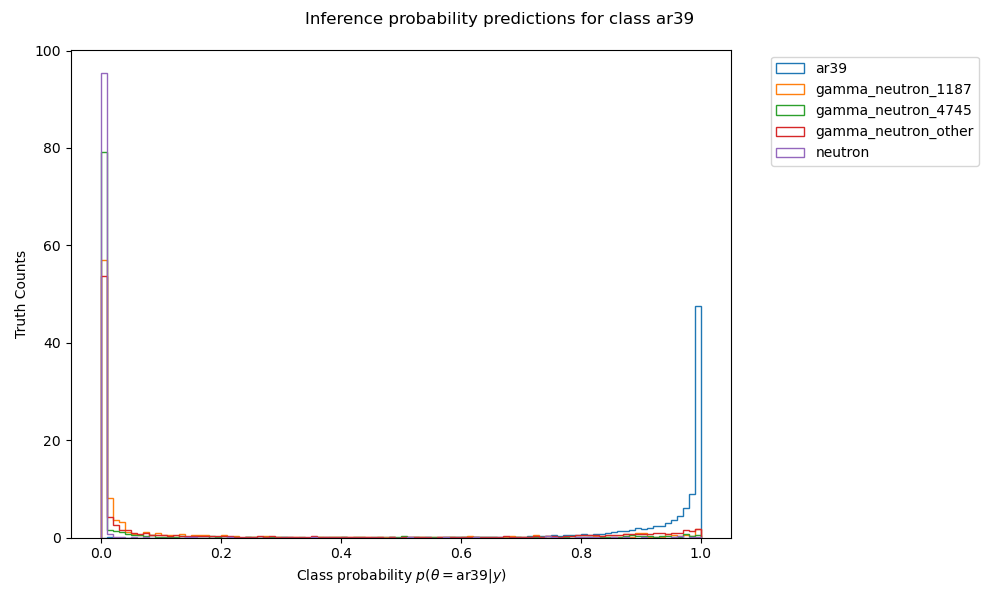 Inference probability predictions for class ar39
100
80
60
40
20
0
Truth Counts
0.0
0.2
0.4
0.6
0.8
1.0
Class probability p(θ = ar39|y)
ar39
gamma_neutron_1187
gamma_neutron_4745
gamma_neutron_other
neutron